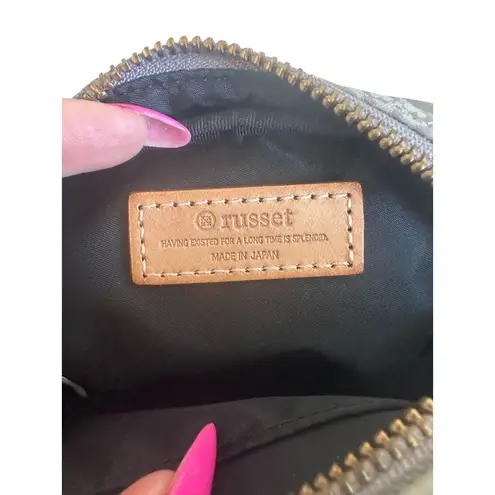 russet
HAVING EXISTED FOR A LONG TIME IS SPLENDID.
MADE IN JAPAN